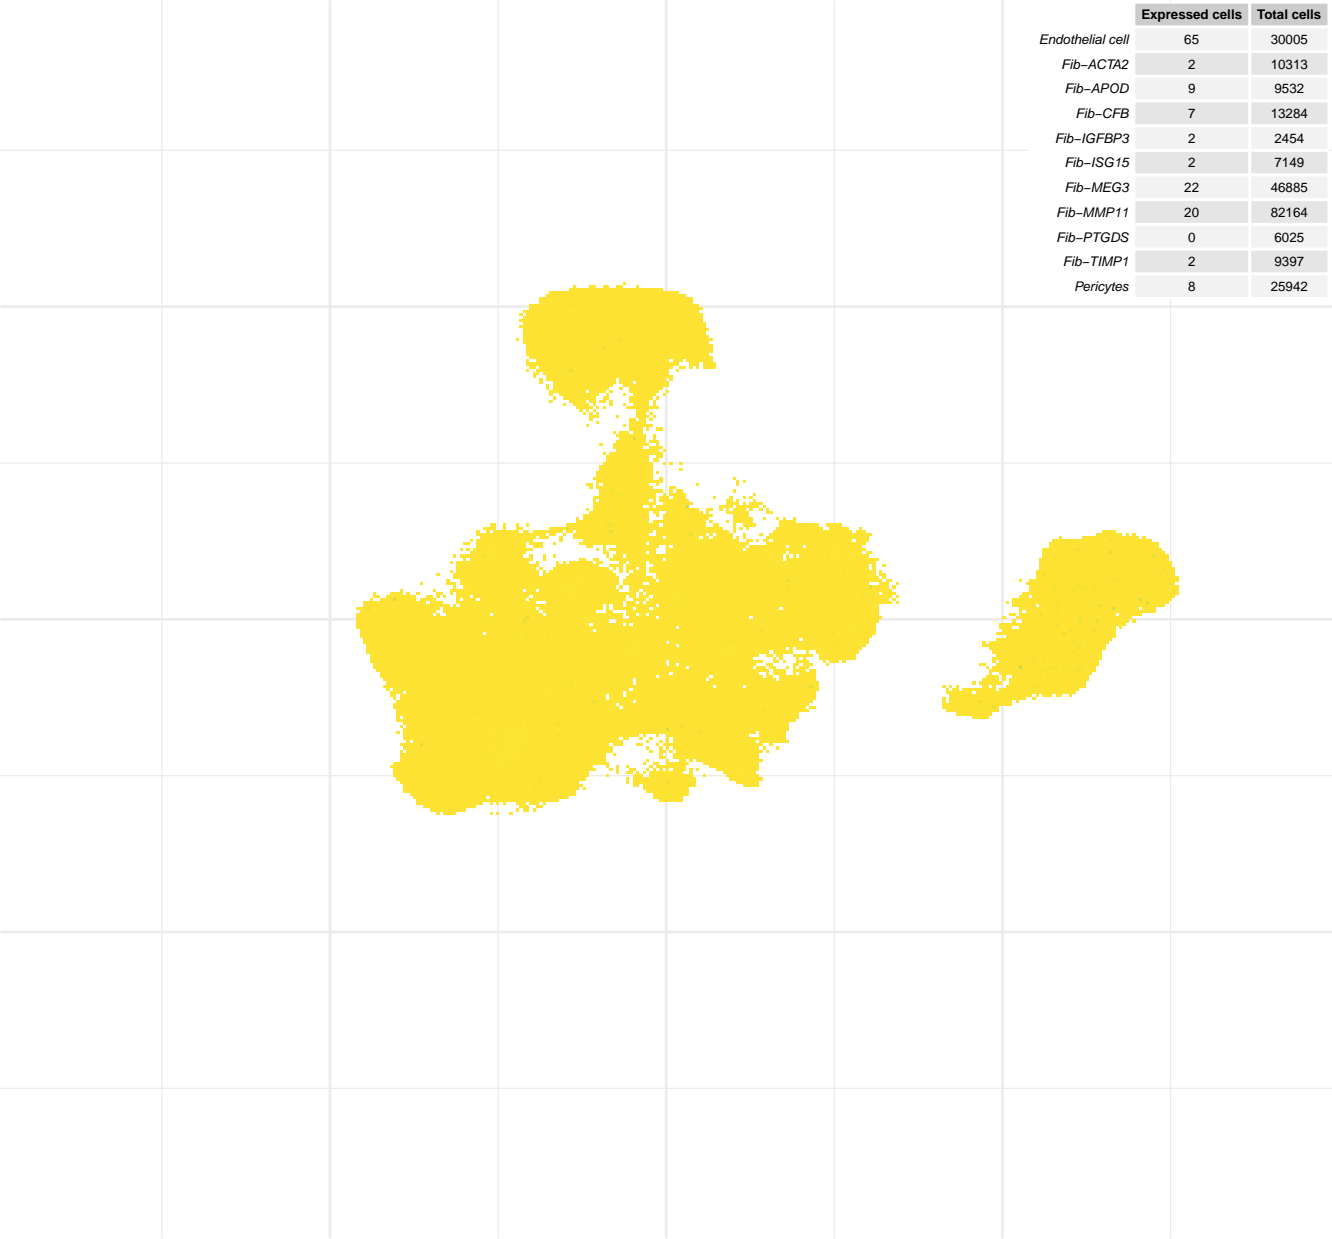 Expressed cells Total cells
Endothelial cell 65 30005
Fib−ACTA2 2 10313
Fib−APOD 9 9532
Fib−CFB 7 13284
Fib−IGFBP3 2 2454
Fib−ISG15 2 7149
Fib−MEG3 22 46885
Fib−MMP11 20 82164
Fib−PTGDS 0 6025
Fib−TIMP1 2 9397
Pericytes 8 25942